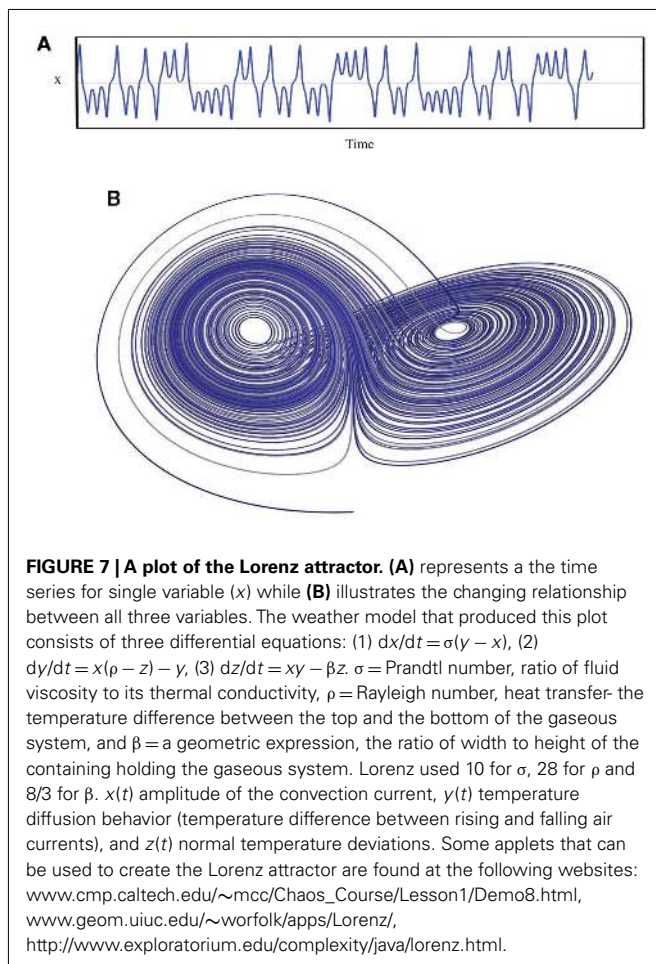 A
x
Time
B
FIGURE 7 | A plot of the Lorenz attractor. (A) represents a the time
series for single variable (x) while (B) illustrates the changing relationship
between all three variables. The weather model that produced this plot
consists of three differential equations: (1) dx/dt = σ(y − x), (2)
dy/dt = x(ρ − z) − y, (3) dz/dt = xy − βz. σ = Prandtl number, ratio of fluid
viscosity to its thermal conductivity, ρ = Rayleigh number, heat transfer- the
temperature difference between the top and the bottom of the gaseous
system, and β = a geometric expression, the ratio of width to height of the
containing holding the gaseous system. Lorenz used 10 for σ, 28 for ρ and
8/3 for β. x(t) amplitude of the convection current, y(t) temperature
diffusion behavior (temperature difference between rising and falling air
currents), and z(t) normal temperature deviations. Some applets that can
be used to create the Lorenz attractor are found at the following websites:
www.cmp.caltech.edu/∼mcc/Chaos_Course/Lesson1/Demo8.html,
www.geom.uiuc.edu/∼worfolk/apps/Lorenz/,
http://www.exploratorium.edu/complexity/java/lorenz.html.